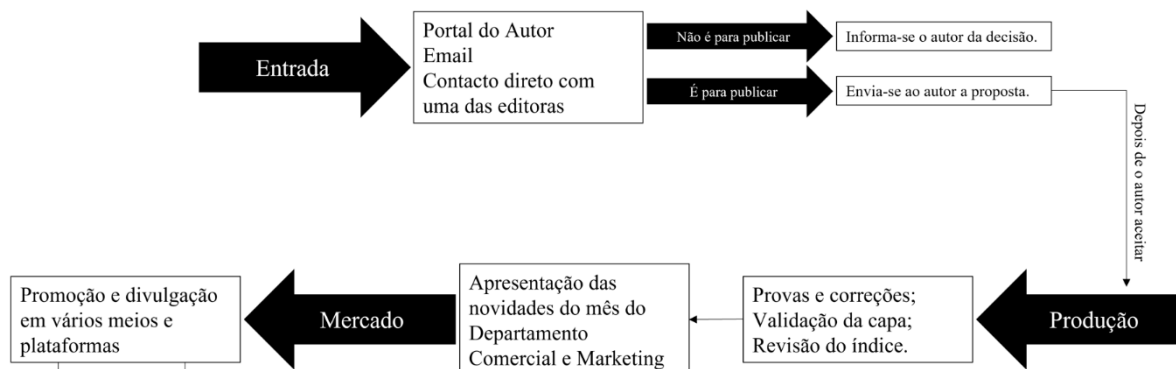 Entrada
Portal do Autor
Email
Contacto direto com
uma das editoras
Não é para publicar
Informa-se o autor da decisão.
É para publicar
Envia-se ao autor a proposta.
Depois de o autor aceitar
Produção
Provas e correções;
Validação da capa;
Revisão do índice.
Apresentação das
novidades do mês do
Departamento
Comercial e Marketing
Mercado
Promoção e divulgação
em vários meios e
plataformas